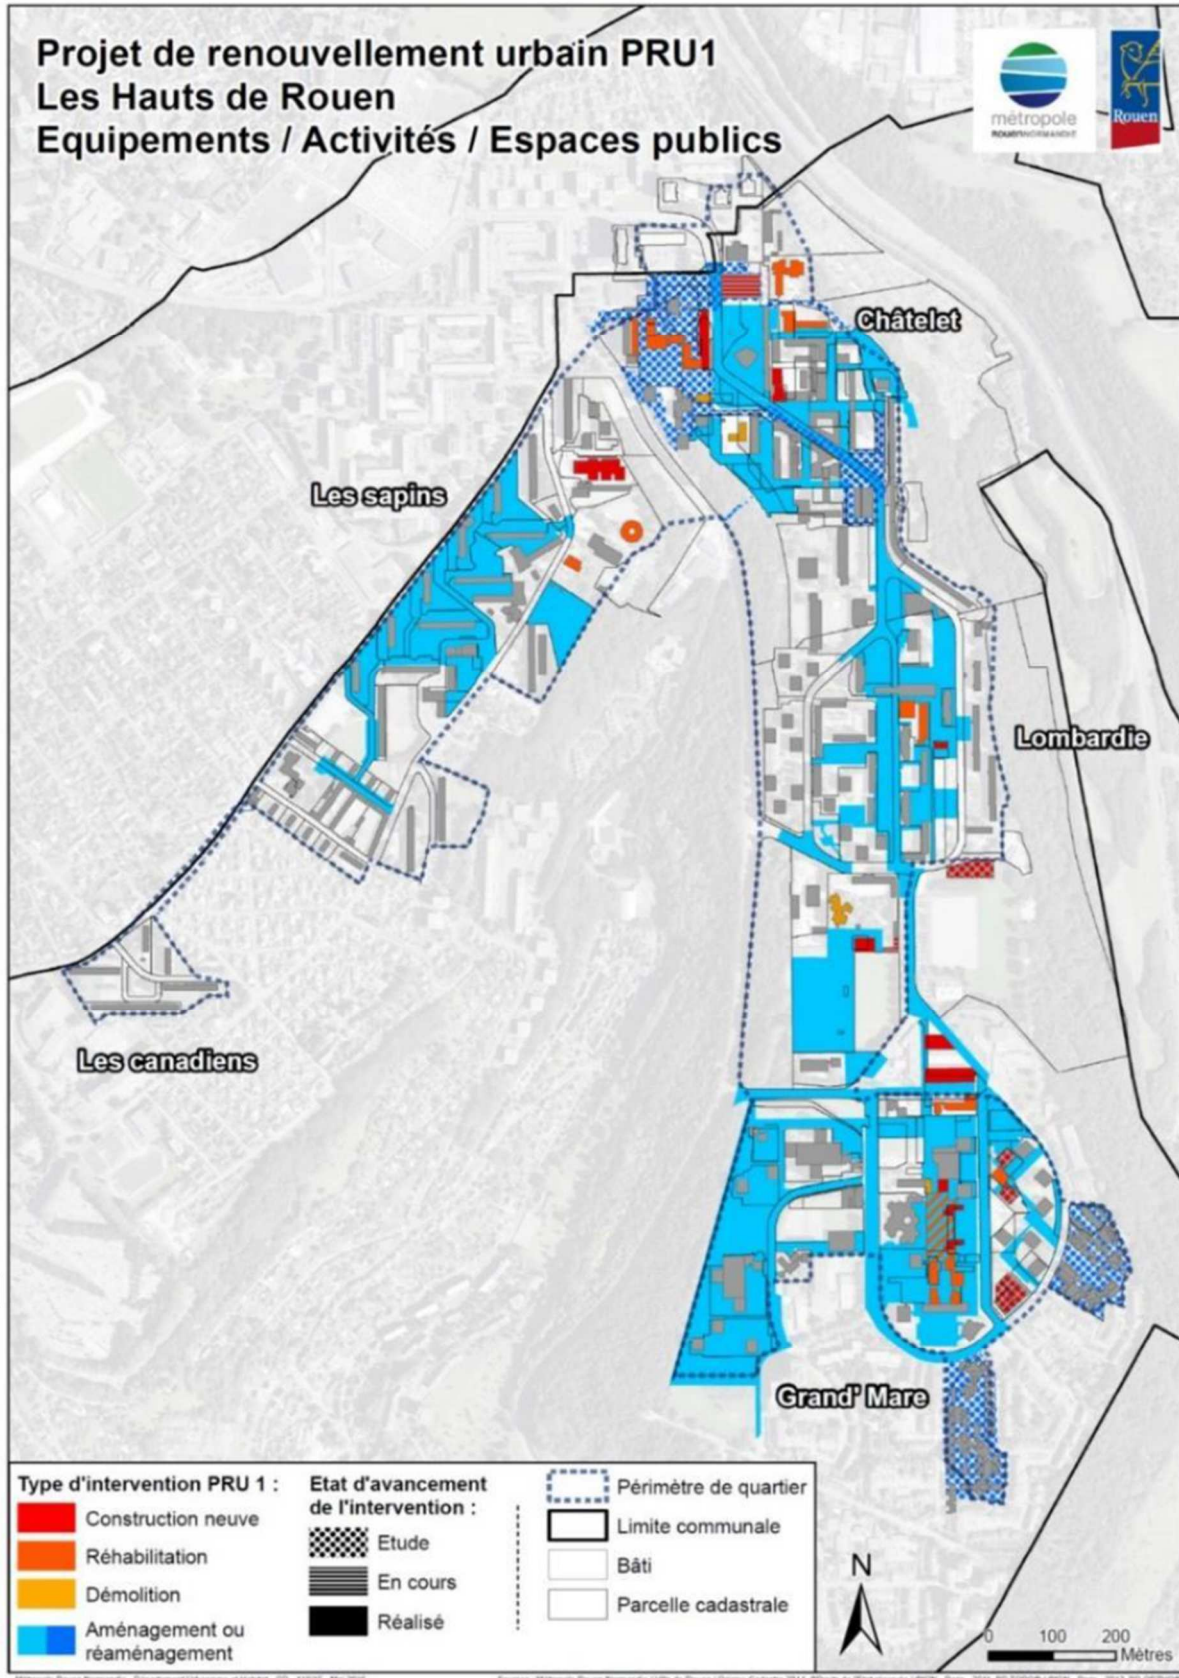 Projet de renouvellement urbain PRU1
Les Hauts de Rouen
Equipements / Activités / Espaces publics
métropole
ROUENNORMANDIE
Rouen
Châtelet
Les sapins
Lombardie
Les canadiens
Grand' Mare
Type d'intervention PRU 1 :
Construction neuve
Réhabilitation
Démolition
Aménagement ou
réaménagement
Etat d'avancement
de l'intervention :
Etude
En cours
Réalisé
Périmètre de quartier
Limite communale
Bâti
Parcelle cadastrale
N
0 100 200
Mètres